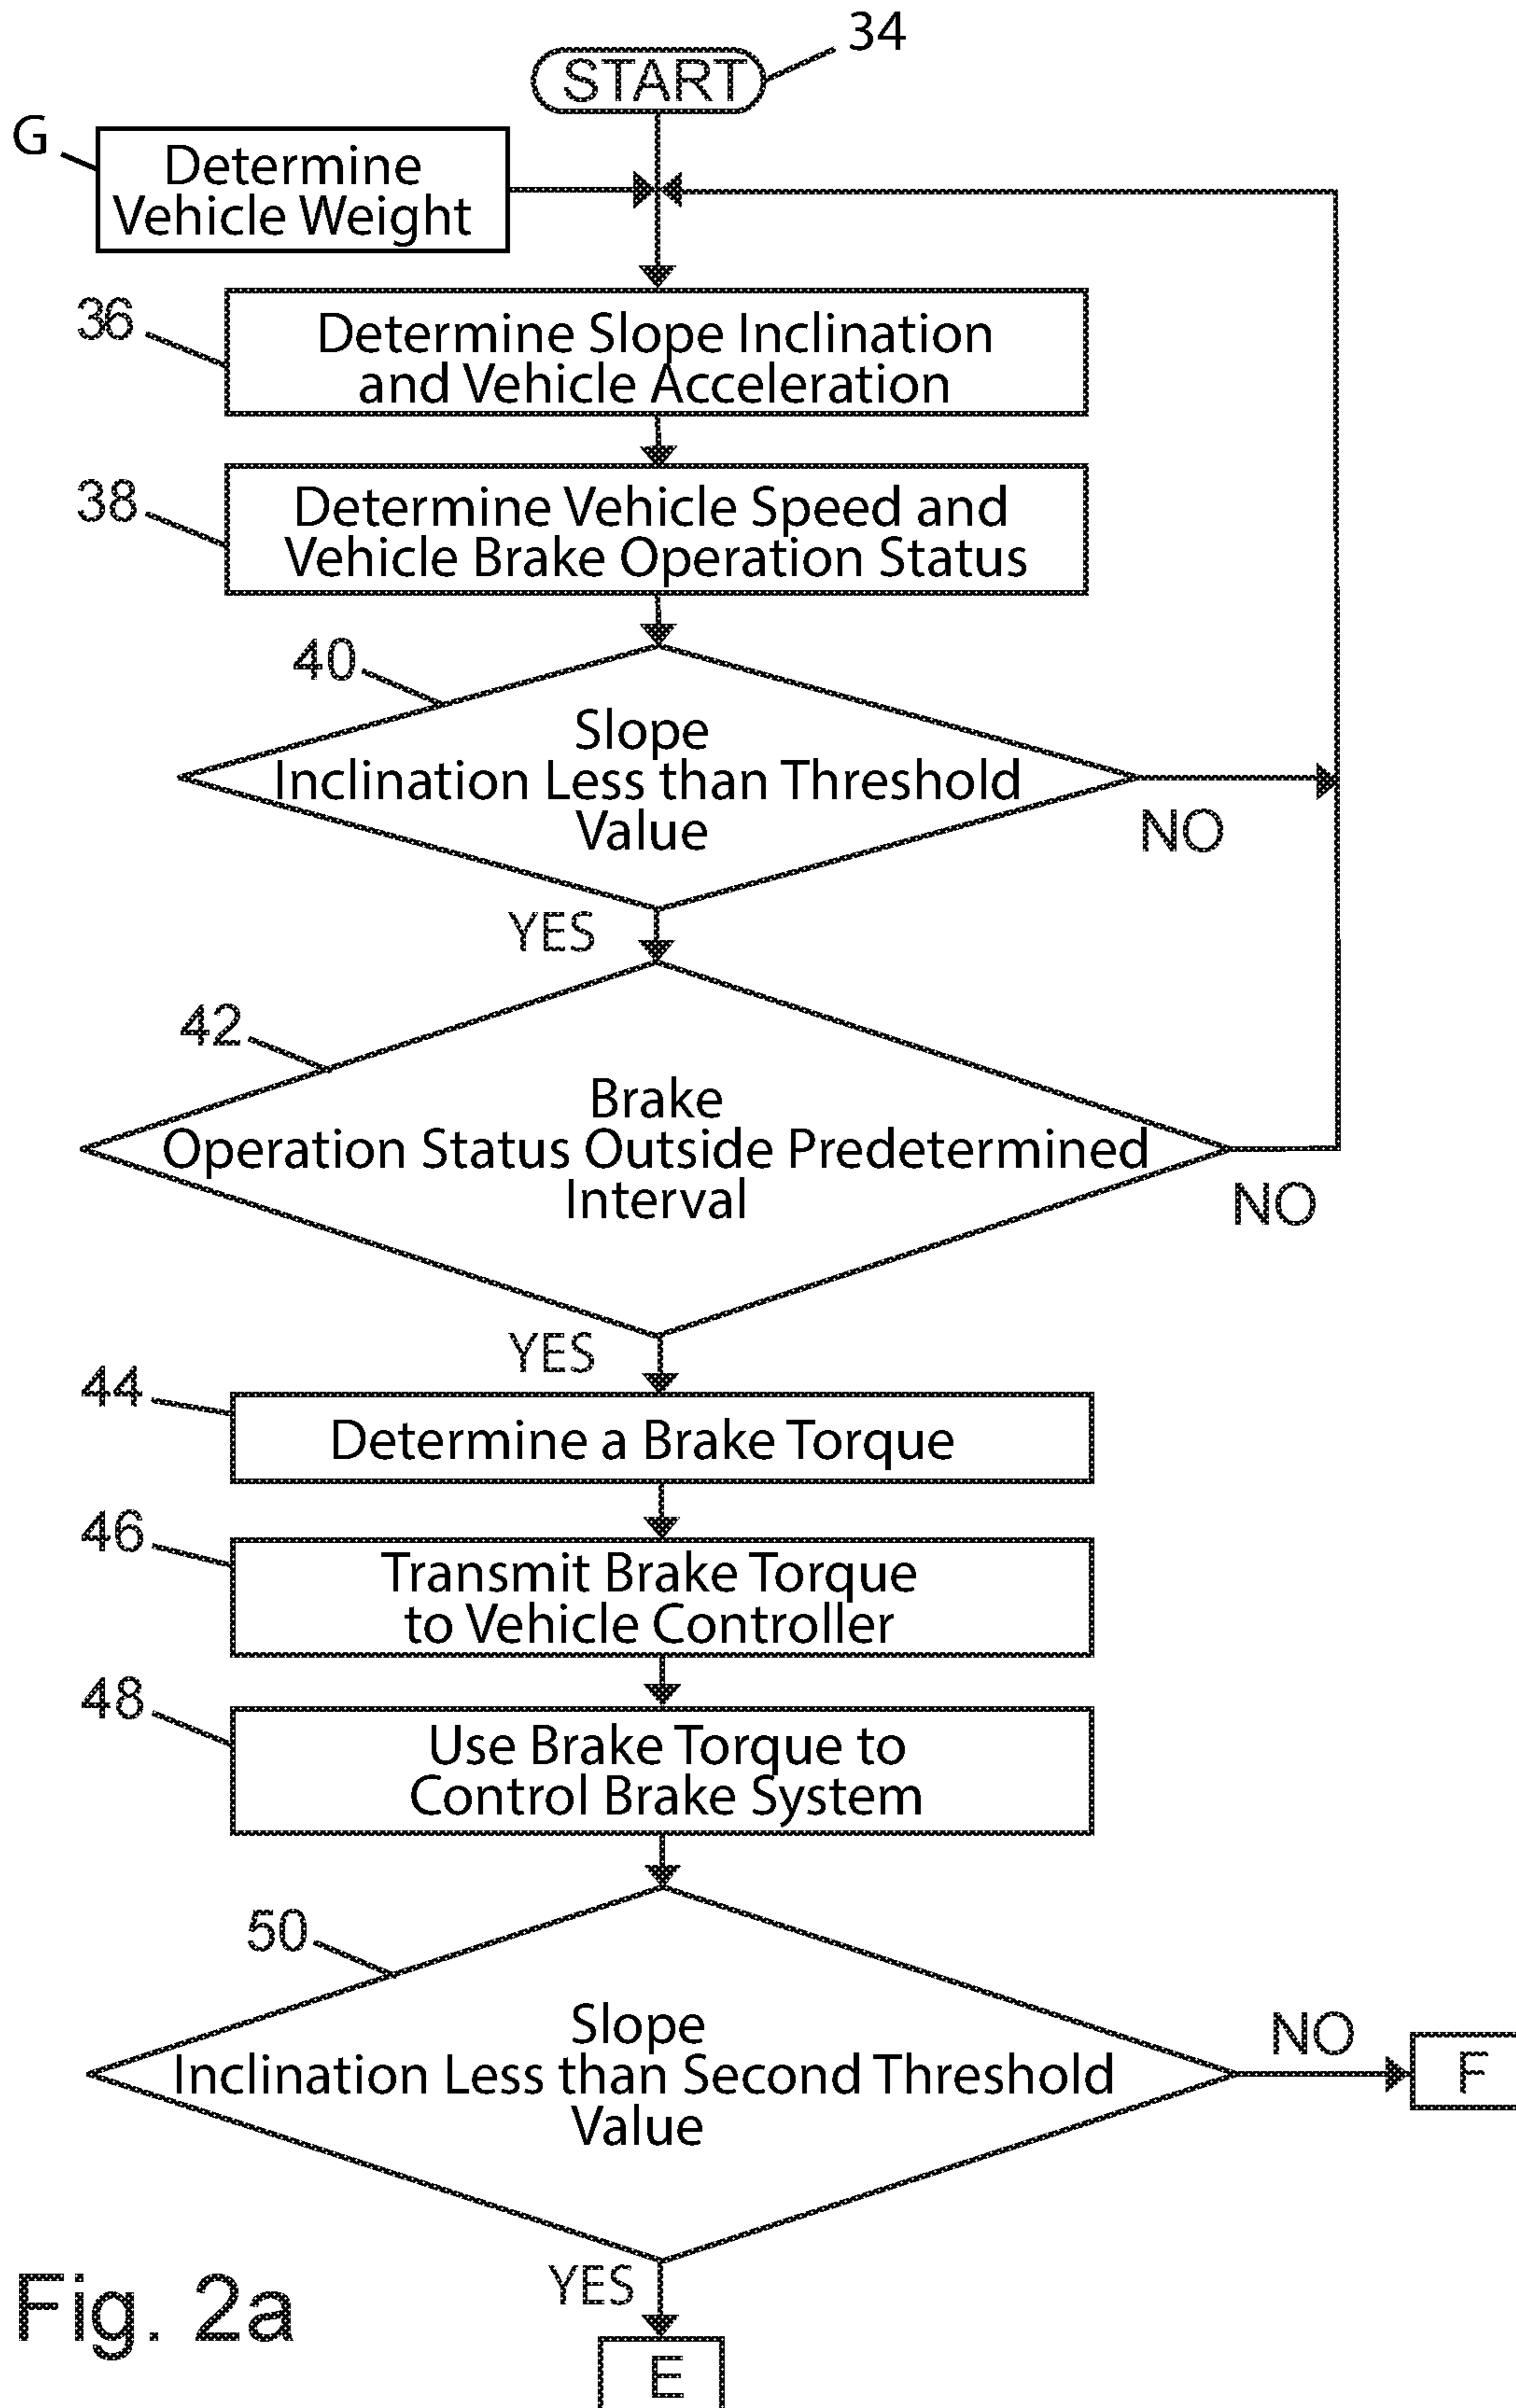 34
START
G
Determine
Vehicle Weight
36
Determine Slope Inclination
and Vehicle Acceleration
38
Determine Vehicle Speed and
Vehicle Brake Operation Status
40
Slope
Inclination Less than Threshold
Value
NO
YES
42
Brake
Operation Status Outside Predetermined
Interval
NO
YES
44
Determine a Brake Torque
46
Transmit Brake Torque
to Vehicle Controller
48
Use Brake Torque to
Control Brake System
50
Slope
Inclination Less than Second Threshold
Value
NO
F
YES
E
Fig. 2a